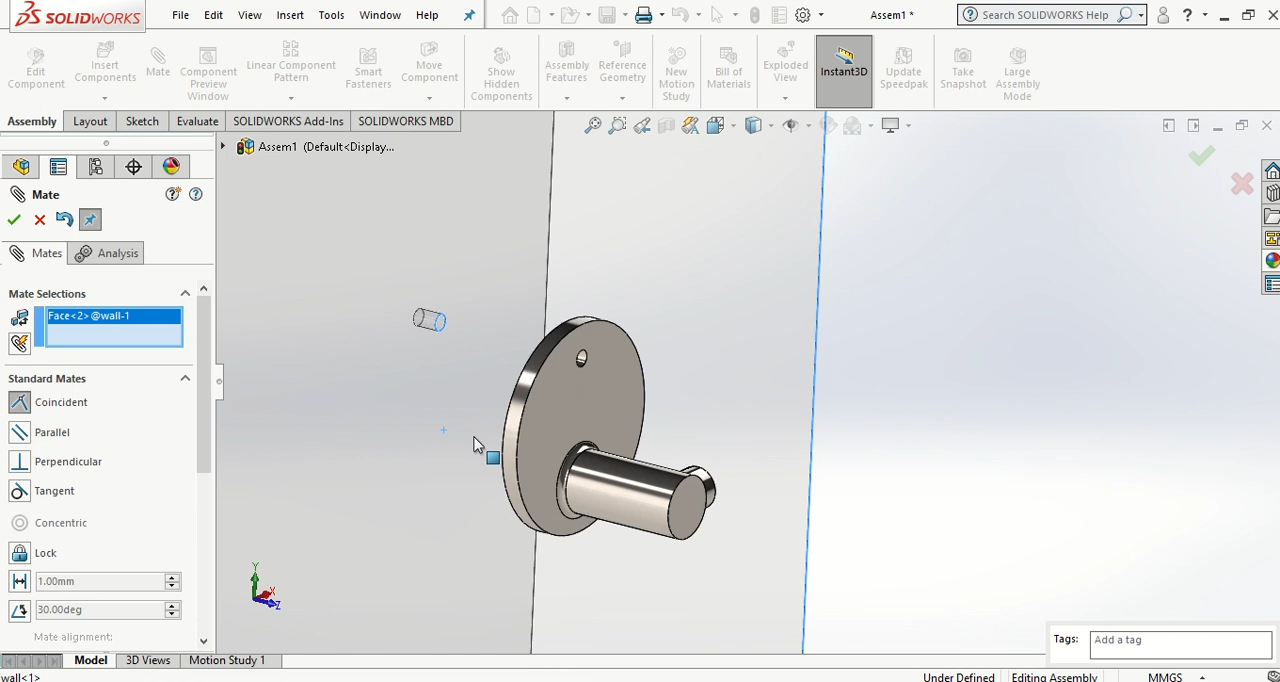 SOLIDWORKS
File Edit View Insert Tools Window Help
Assem1 *
Search SOLIDWORKS Help
Edit Component
Insert Components
Mate
Component Preview Window
Linear Component Pattern
Smart Fasteners
Move Component
Show Hidden Components
Assembly Features
Reference Geometry
New Motion Study
Bill of Materials
Exploded View
Instant3D
Update Speedpak
Take Snapshot
Large Assembly Mode
Assembly Layout Sketch Evaluate SOLIDWORKS Add-Ins SOLIDWORKS MBD
Assem1 (Default<Display...
Mate
Mates Analysis
Mate Selections
Face<2>@wall-1
Standard Mates
Coincident
Parallel
Perpendicular
Tangent
Concentric
Lock
1.00mm
30.00deg
Mate alignment:
Y
X
Z
Tags: Add a tag
Model 3D Views Motion Study 1
wall<1>
Under Defined Editing Assembly MMGS